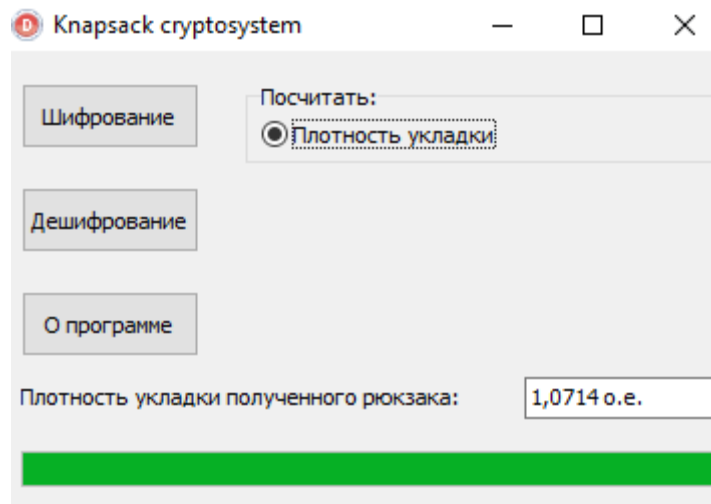 Knapsack cryptosystem
Шифрование
Посчитать:
Плотность укладки
Дешифрование
О программе
Плотность укладки полученного рюкзака: 1,0714 о.е.